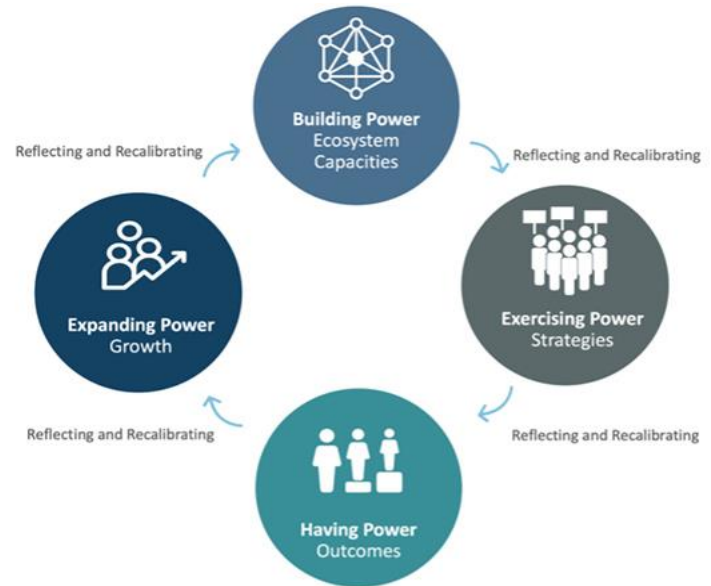 Building Power
Ecosystem
Capacities
Reflecting and Recalibrating
Reflecting and Recalibrating
Expanding Power
Growth
Exercising Power
Strategies
Reflecting and Recalibrating
Reflecting and Recalibrating
Having Power
Outcomes